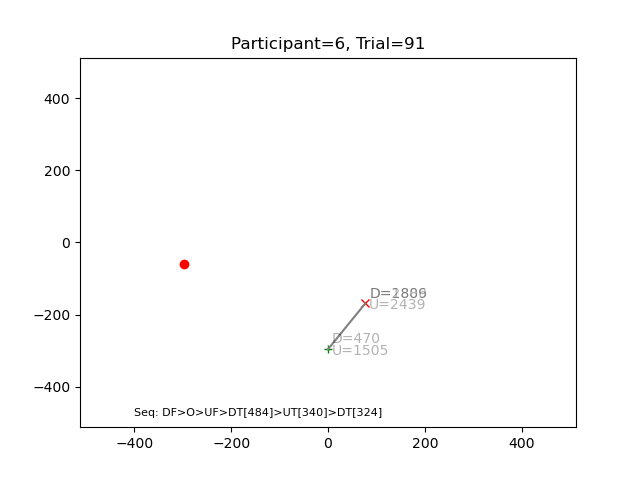 Participant=6, Trial=91
400
200
0
−200
−400
D=470
U=1505
U=2439
Seq: DF>O>UF>DT[484]>UT[340]>DT[324]
−400 −200 0 200 400